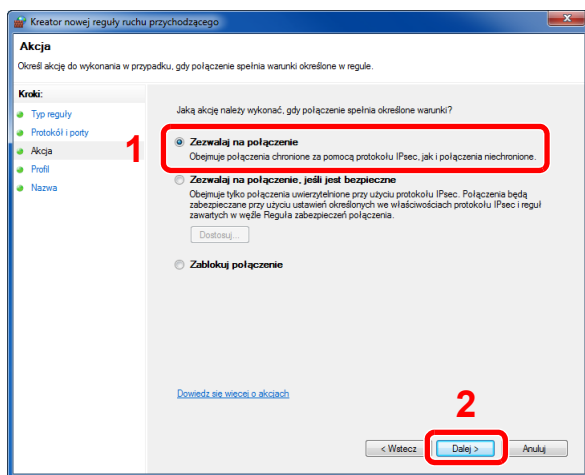 Kreator nowej reguły ruchu przychodzącego
Akcja
Określ akcję do wykonania w przypadku, gdy połączenie spełnia warunki określone w regule.
Kroki:
Typ reguły
Protokół i porty
Akcja
Profil
Nazwa
Jaką akcję należy wykonać, gdy połączenie spełnia określone warunki?
1
Zezwalaj na połączenie
Obejmuje połączenia chronione za pomocą protokołu IPsec, jak i połączenia niechronione.
Zezwalaj na połączenie, jeśli jest bezpieczne
Obejmuje tylko połączenia uwierzytelnione przy użyciu protokołu IPsec. Połączenia będą
zabezpieczane przy użyciu ustawień określonych we właściwościach protokołu IPsec i reguł
zawartych w węźle Reguła zabezpieczeń połączenia.
Dostosuj...
Zablokuj połączenie
Dowiedz się więcej o akcjach
2
< Wstecz
Dalej >
Anuluj